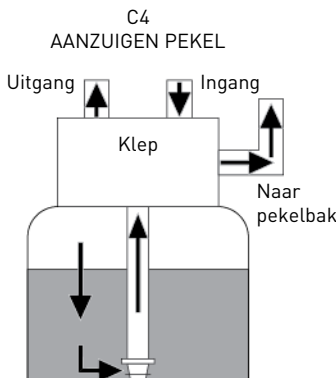 C4
AANZUIGEN PEKEL
Uitgang
Ingang
Klep
Naar
pekelbak